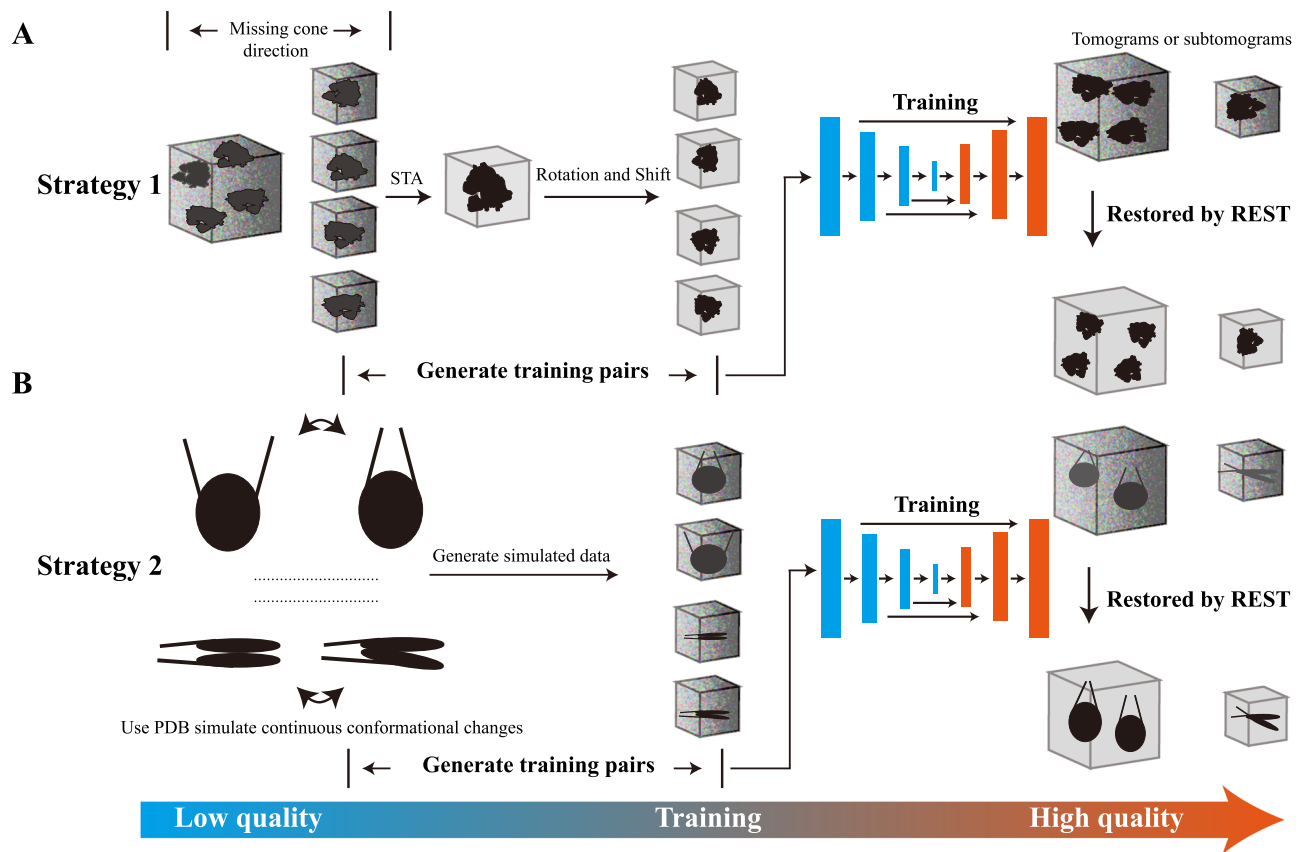 A
Missing cone
direction
Tomograms or subtomograms
Training
Strategy 1
STA
Rotation and Shift
Restored by REST
Generate training pairs
B
Training
Strategy 2
Generate simulated data
Restored by REST
Use PDB simulate continuous conformational changes
Generate training pairs
Low quality
Training
High quality